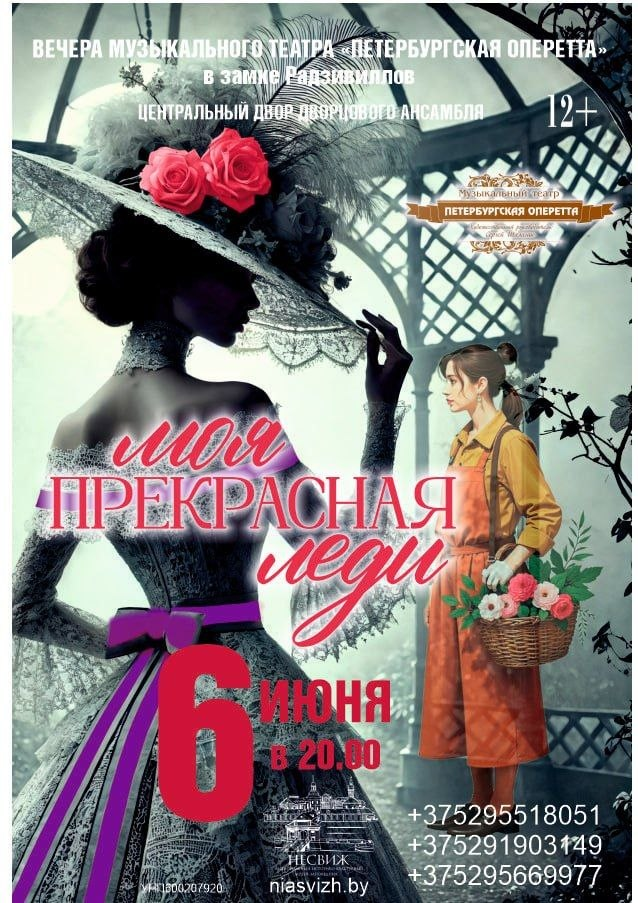 ВЕЧЕРА МУЗЫКАЛЬНОГО ТЕАТРА «ПЕТЕРБУРГСКАЯ ОПЕРЕТТА»
в замке Радзивиллов
ЦЕНТРАЛЬНЫЙ ДВОР ДВОРЦОВОГО АНСАМБЛЯ
12+
Музыкальный театр
ПЕТЕРБУРГСКАЯ ОПЕРЕТТА
моя
ПРЕКРАСНАЯ
леди
6
ИЮНЯ
в 20.00
НЕСВИЖ
niasvizh.by
УНП600207920
+375295518051
+375291903149
+375295669977